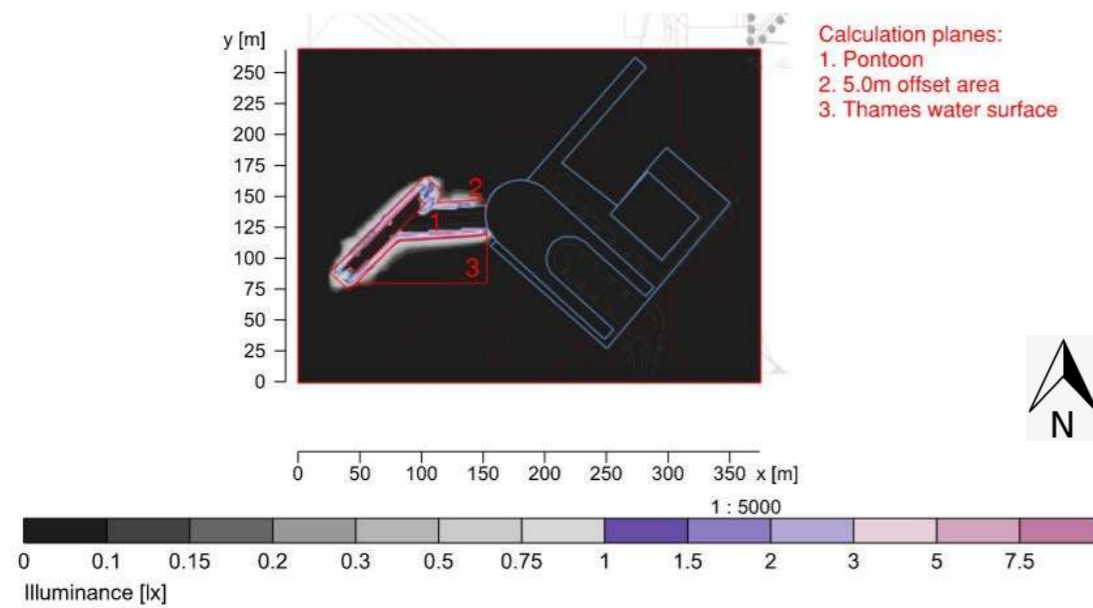 y [m]
Calculation planes:
1. Pontoon
2. 5.0m offset area
3. Thames water surface
250
225
200
175
150
125
100
75
50
25
0
2
1
3
N
0 50 100 150 200 250 300 350 x [m]
1 : 5000
0 0.1 0.15 0.2 0.3 0.5 0.75 1 1.5 2 3 5 7.5
Illuminance [lx]